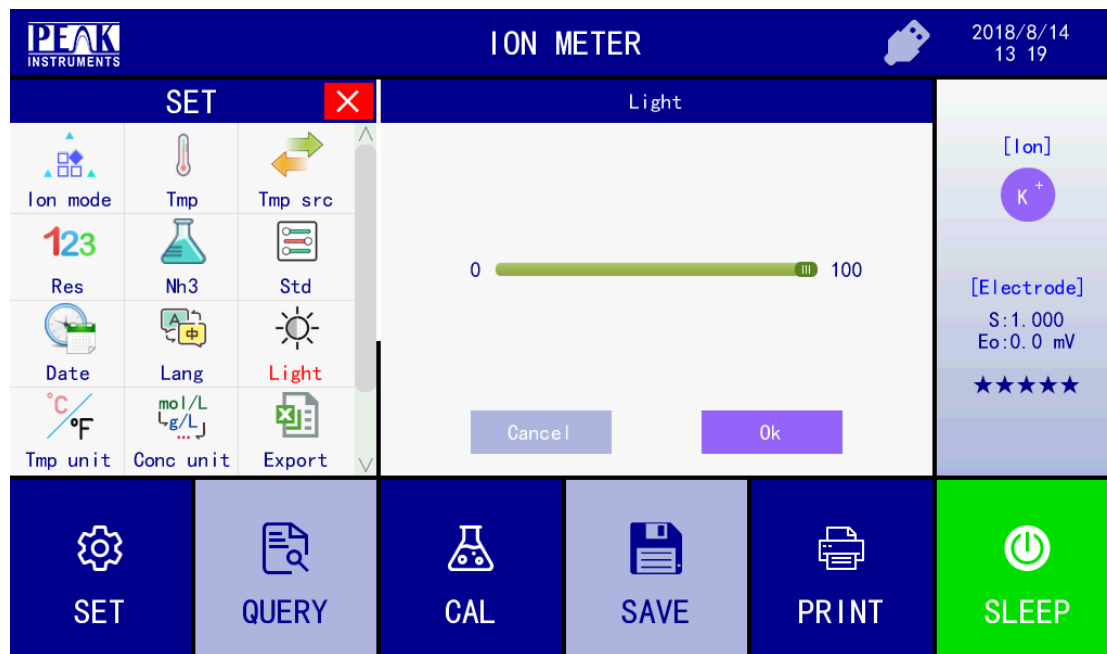 PEAK
INSTRUMENTS
ION METER
2018/8/14
13 19
SET
Light
Ion mode
Tmp
Tmp src
123
Res
Nh3
Std
A
中
Date
Lang
Light
°C/°F
mol/L
g/L
...
Tmp unit
Conc unit
Export
0
100
Cancel
Ok
[Ion]
K+
[Electrode]
S:1.000
Eo:0.0 mV
★★★★★
SET
QUERY
CAL
SAVE
PRINT
SLEEP